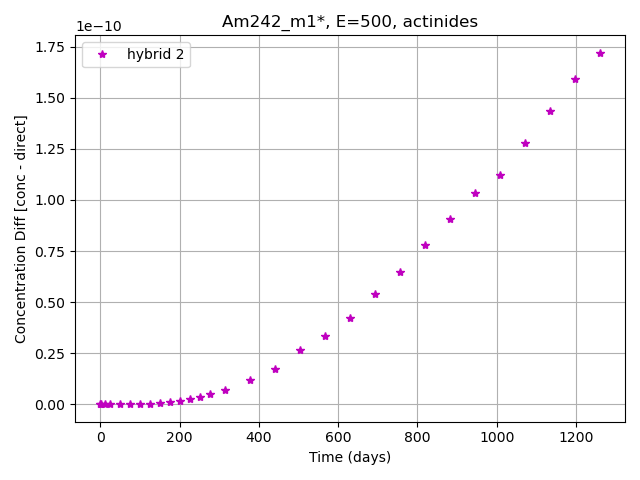 Am242_m1*, E=500, actinides
1e−10
hybrid 2
1.75
1.50
1.25
1.00
0.75
0.50
0.25
0.00
Concentration Diff [conc - direct]
0 200 400 600 800 1000 1200
Time (days)